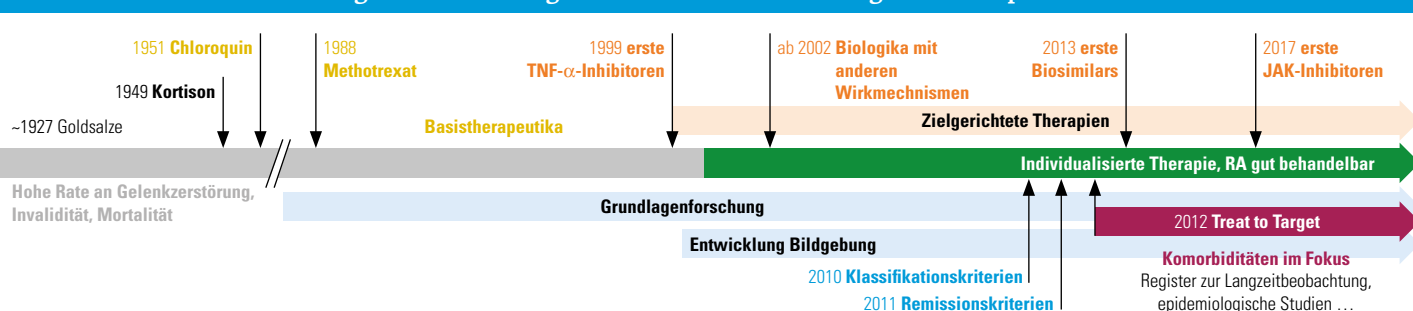 1951 Chloroquin
1988
Methotrexat
1999 erste
TNF-α-Inhibitoren
ab 2002 Biologika mit
anderen
Wirkmechnismen
2013 erste
Biosimilars
2017 erste
JAK-Inhibitoren
1949 Kortison
~1927 Goldsalze
Basistherapeutika
Zielgerichtete Therapien
Individualisierte Therapie, RA gut behandelbar
Hohe Rate an Gelenkzerstörung,
Invalidität, Mortalität
Grundlagenforschung
2012 Treat to Target
Entwicklung Bildgebung
Komorbiditäten im Fokus
Register zur Langzeitbeobachtung,
epidemiologische Studien …
2010 Klassifikationskriterien
2011 Remissionskriterien